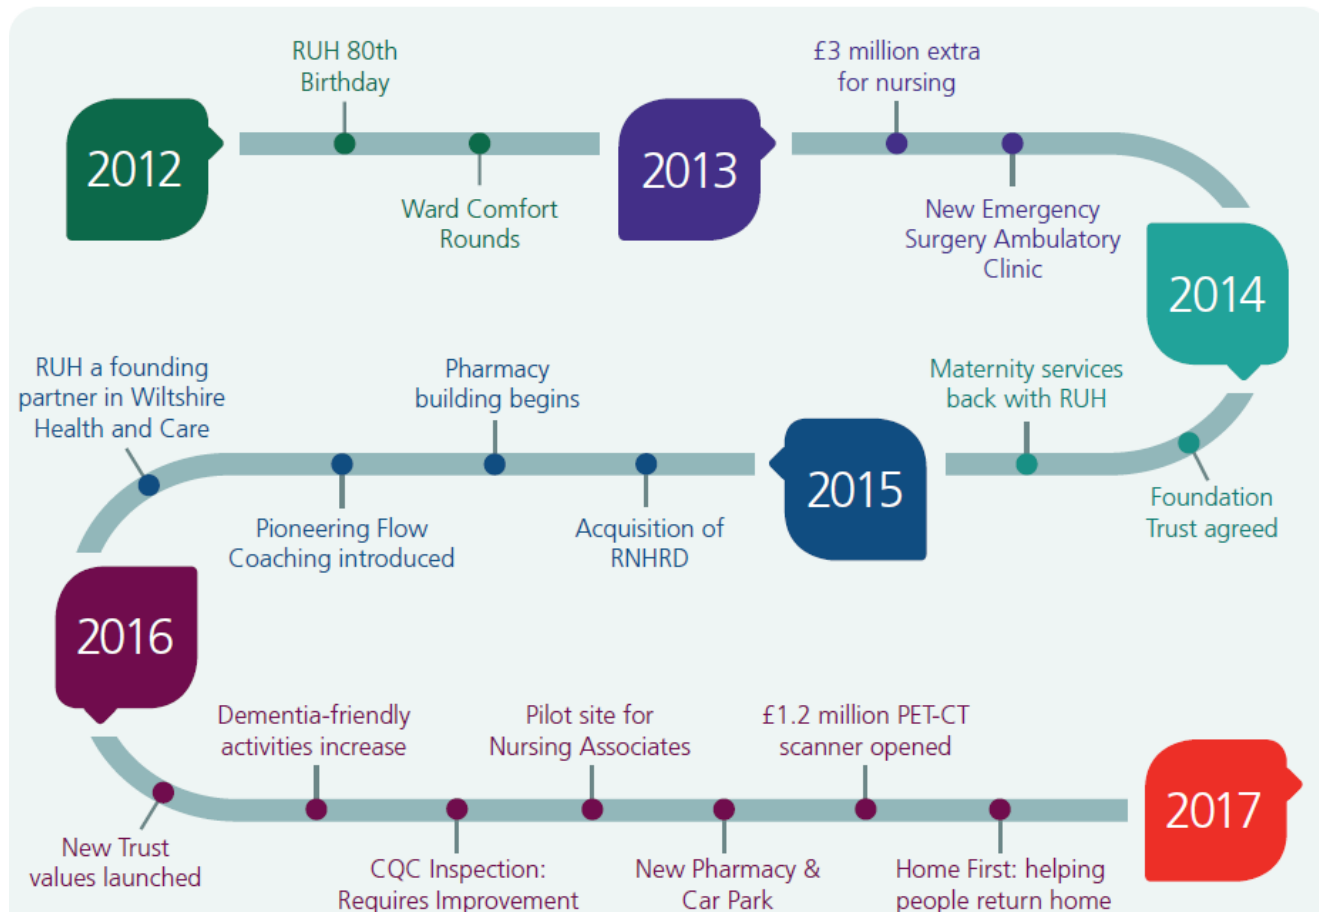 2012
RUH 80th
Birthday
Ward Comfort
Rounds
2013
£3 million extra
for nursing
New Emergency
Surgery Ambulatory
Clinic
2014
Foundation
Trust agreed
Maternity services
back with RUH
2015
Acquisition of
RNHRD
Pharmacy
building begins
Pioneering Flow
Coaching introduced
RUH a founding
partner in Wiltshire
Health and Care
2016
New Trust
values launched
Dementia-friendly
activities increase
CQC Inspection:
Requires Improvement
Pilot site for
Nursing Associates
New Pharmacy &
Car Park
£1.2 million PET-CT
scanner opened
Home First: helping
people return home
2017